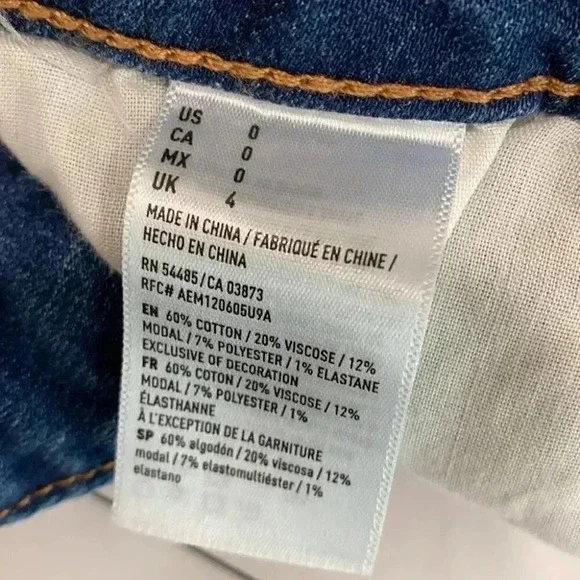 US 0
CA 0
MX 0
UK 4
MADE IN CHINA / FABRIQUÉ EN CHINE /
HECHO EN CHINA
RN 54485 / CA 03873
RFC# AEM120605U9A
EN 60% COTTON / 20% VISCOSE / 12%
MODAL / 7% POLYESTER / 1% ELASTANE
EXCLUSIVE OF DECORATION
FR 60% COTON / 20% VISCOSE / 12%
MODAL / 7% POLYESTER / 1%
ÉLASTHANNE
À L'EXCEPTION DE LA GARNITURE
SP 60% algodón / 20% viscosa / 12%
modal / 7% elastomultiéster / 1%
elastano